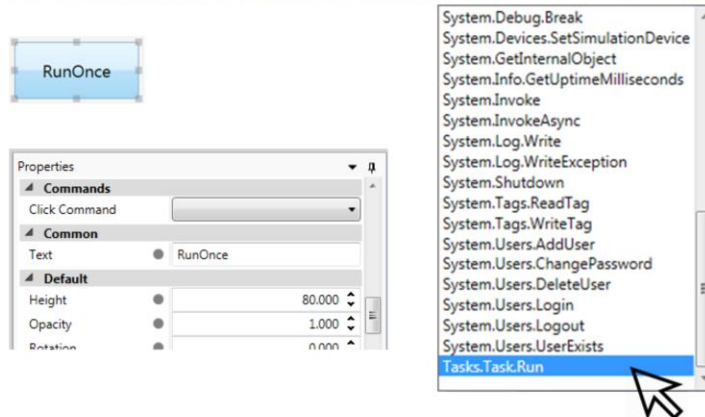 RunOnce
Properties
Commands
Click Command
Common
Text RunOnce
Default
Height 80.000
Opacity 1.000
Rotation 0.000
System.Debug.Break
System.Devices.SetSimulationDevice
System.GetInternalObject
System.Info.GetUptimeMilliseconds
System.Invoke
System.InvokeAsync
System.Log.Write
System.Log.WriteException
System.Shutdown
System.Tags.ReadTag
System.Tags.WriteTag
System.Users.AddUser
System.Users.ChangePassword
System.Users.DeleteUser
System.Users.Login
System.Users.Logout
System.Users.UserExists
Tasks.Task.Run